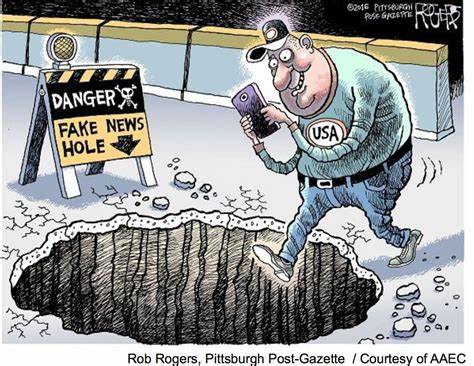 ©2016 PITTSBURGH
POST-GAZETTE
ROGERS
DANGER
FAKE NEWS
HOLE
USA
Rob Rogers, Pittsburgh Post-Gazette / Courtesy of AAEC